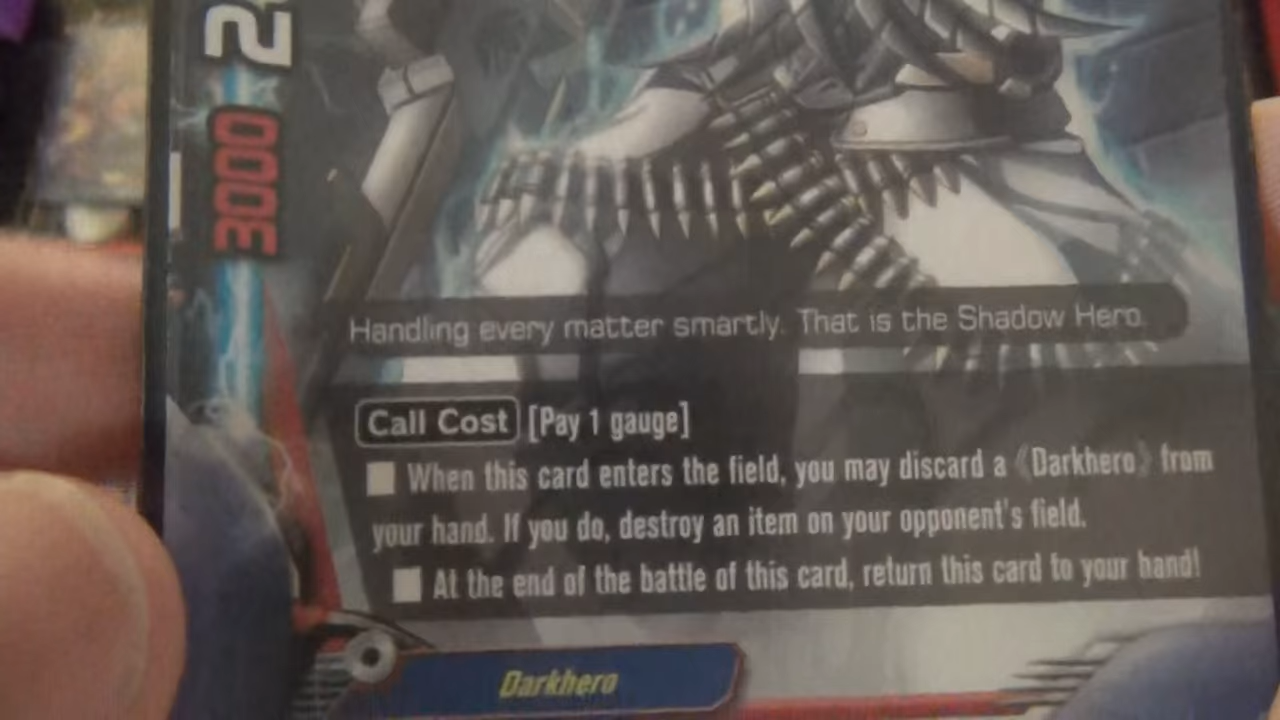 2
3000
Handling every matter smartly. That is the Shadow Hero.
Call Cost [Pay 1 gauge]
■ When this card enters the field, you may discard a 《Darkhero》 from
your hand. If you do, destroy an item on your opponent's field.
■ At the end of the battle of this card, return this card to your hand!
Darkhero